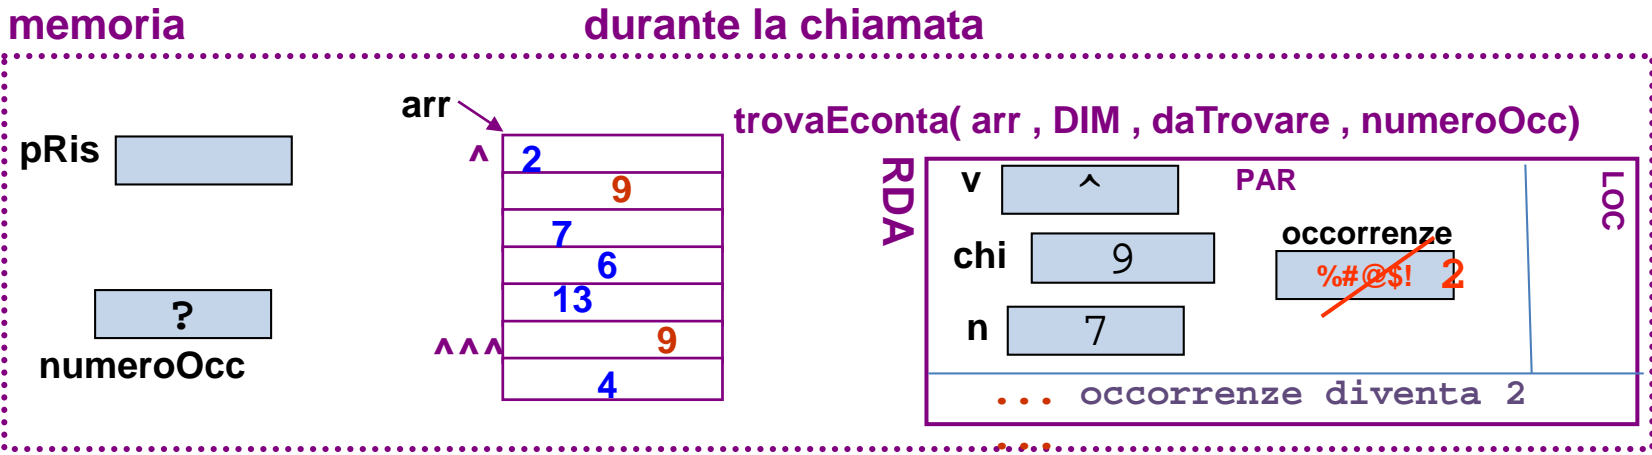 memoria
durante la chiamata
arr
trovaEconta( arr , DIM , daTrovare , numeroOcc)
pRis
^
2
9
7
6
13
^^^
9
4
?
numeroOcc
RDA
v
^
PAR
LOC
chi
9
occorrenze
%#@$! 2
n
7
... occorrenze diventa 2
...